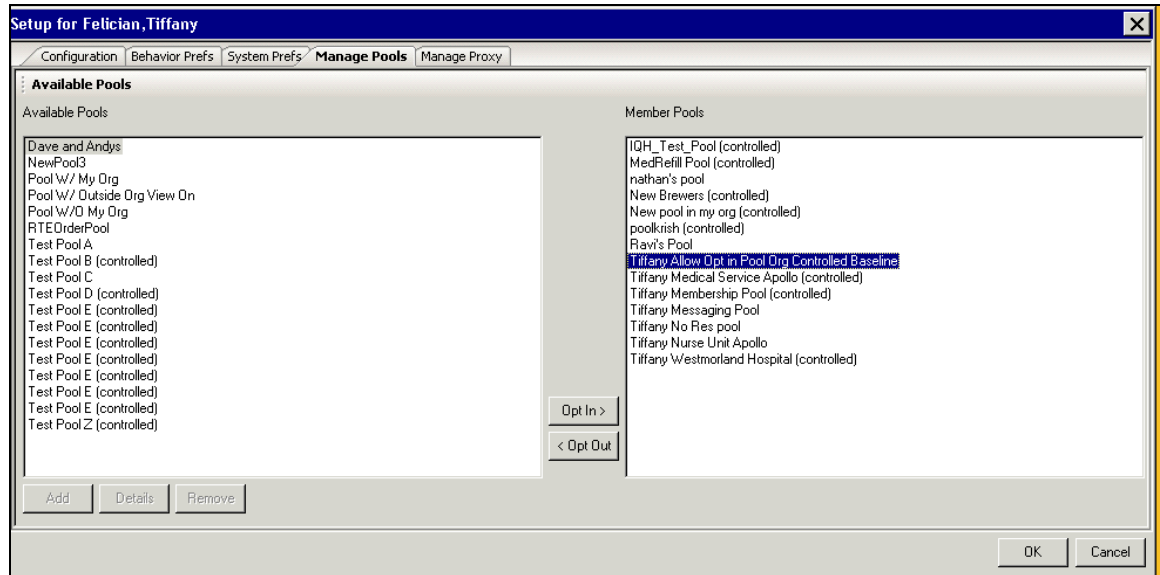 Setup for Felician,Tiffany
Configuration Behavior Prefs System Prefs Manage Pools Manage Proxy
Available Pools
Available Pools
Dave and Andys
NewPool3
Pool W/ My Org
Pool W/ Outside Org View On
Pool W/O My Org
RTEOrderPool
Test Pool A
Test Pool B (controlled)
Test Pool C
Test Pool D (controlled)
Test Pool E (controlled)
Test Pool E (controlled)
Test Pool E (controlled)
Test Pool E (controlled)
Test Pool E (controlled)
Test Pool E (controlled)
Test Pool E (controlled)
Test Pool Z (controlled)
Opt In >
< Opt Out
Member Pools
IQH_Test_Pool (controlled)
MedRefill Pool (controlled)
nathan's pool
New Brewers (controlled)
New pool in my org (controlled)
poolkrish (controlled)
Ravi's Pool
Tiffany Allow Opt in Pool Org Controlled Baseline
Tiffany Medical Service Apollo (controlled)
Tiffany Membership Pool (controlled)
Tiffany Messaging Pool
Tiffany No Res pool
Tiffany Nurse Unit Apollo
Tiffany Westmorland Hospital (controlled)
Add Details Remove
OK Cancel